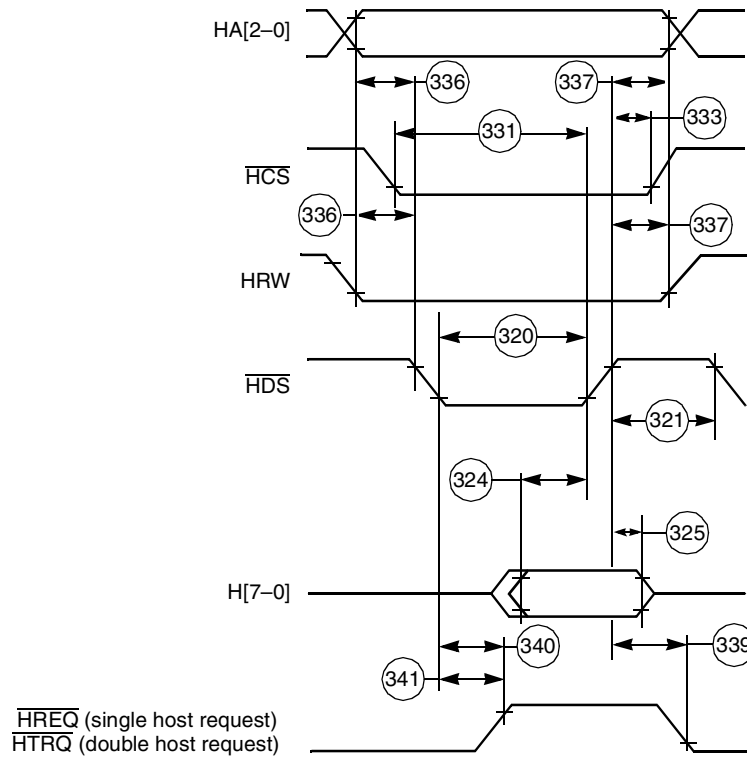 HA[2–0]
336
337
333
331
HCS
336
337
HRW
320
HDS
321
324
325
H[7–0]
340
339
341
HREQ (single host request)
HTRQ (double host request)